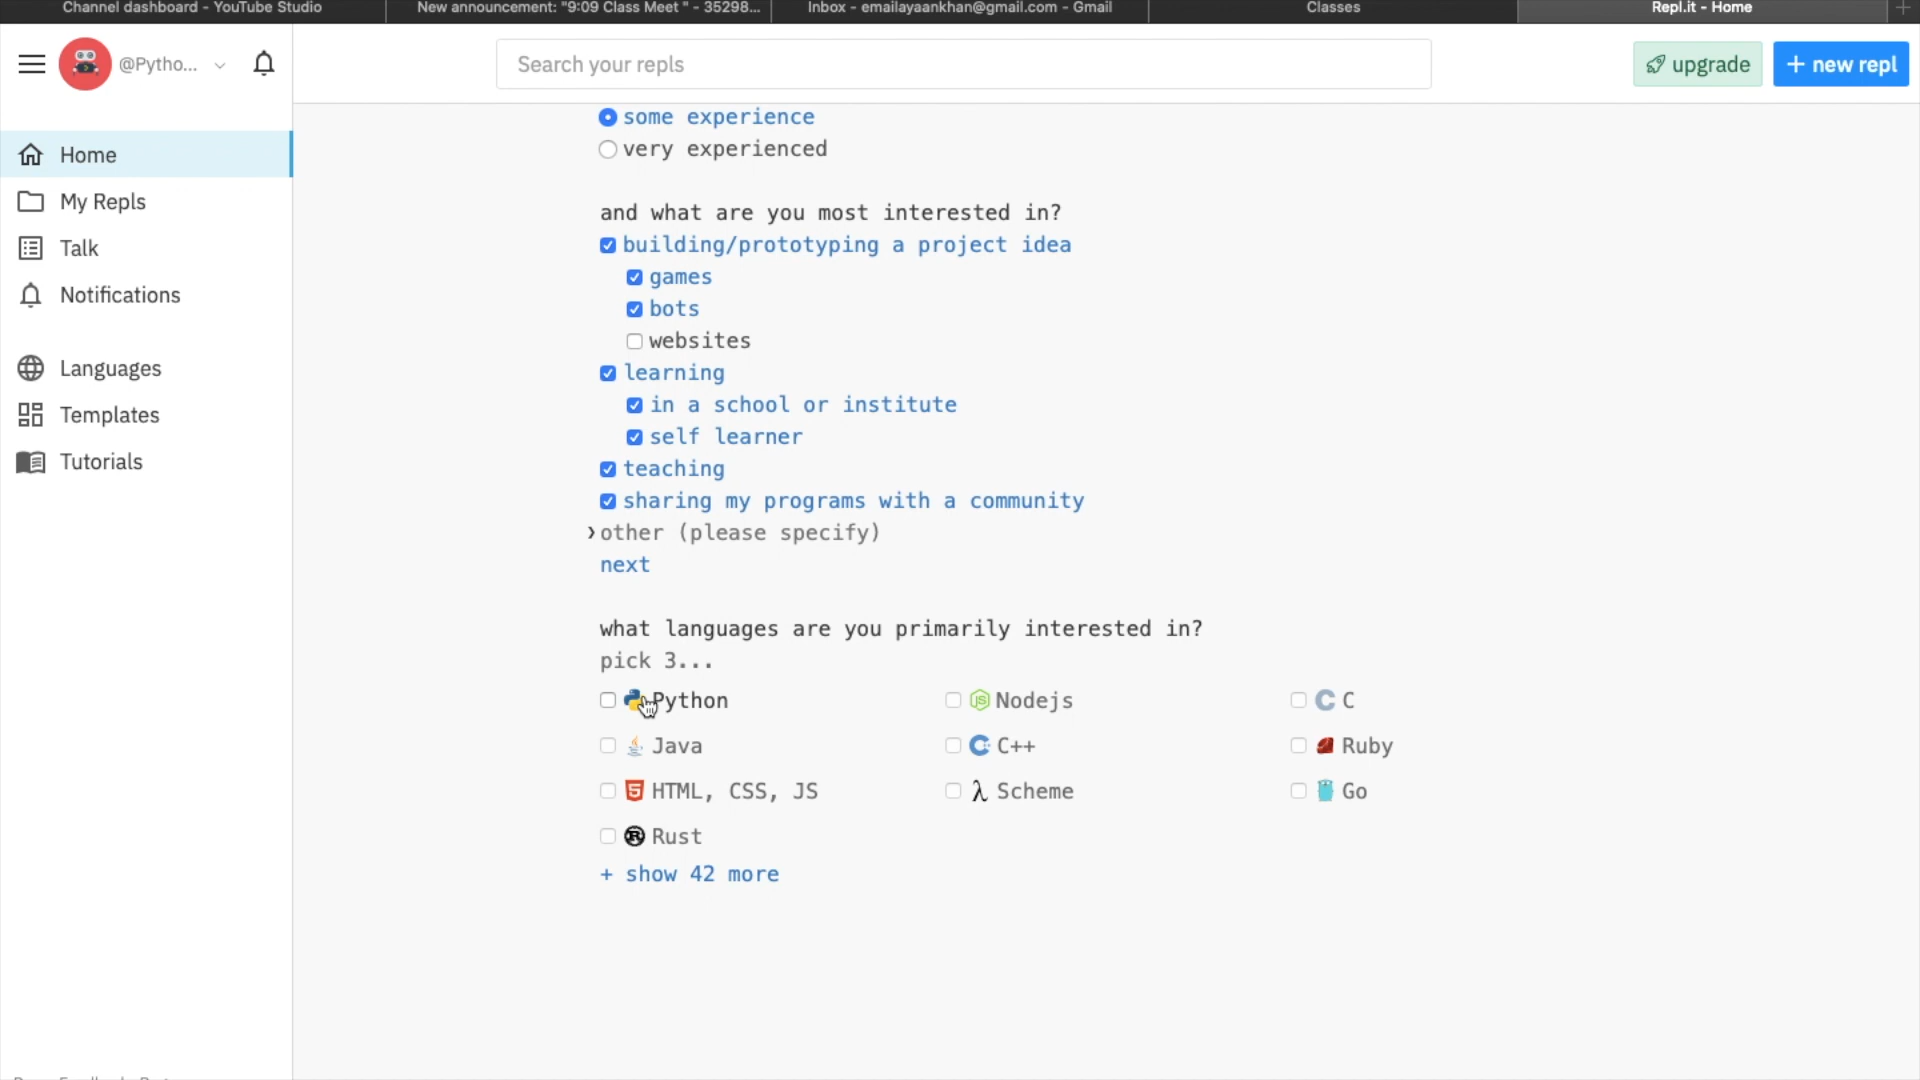 Channel dashboard - YouTube Studio
New announcement: "9:09 Class Meet " - 35298...
Inbox - emailayaankhan@gmail.com - Gmail
Classes
Repl.it - Home
@Pytho...
Search your repls
upgrade
+ new repl
Home
My Repls
Talk
Notifications
Languages
Templates
Tutorials
some experience
very experienced
and what are you most interested in?
building/prototyping a project idea
games
bots
websites
learning
in a school or institute
self learner
teaching
sharing my programs with a community
other (please specify)
next
what languages are you primarily interested in?
pick 3...
Python
Nodejs
C
Java
C++
Ruby
HTML, CSS, JS
Scheme
Go
Rust
+ show 42 more